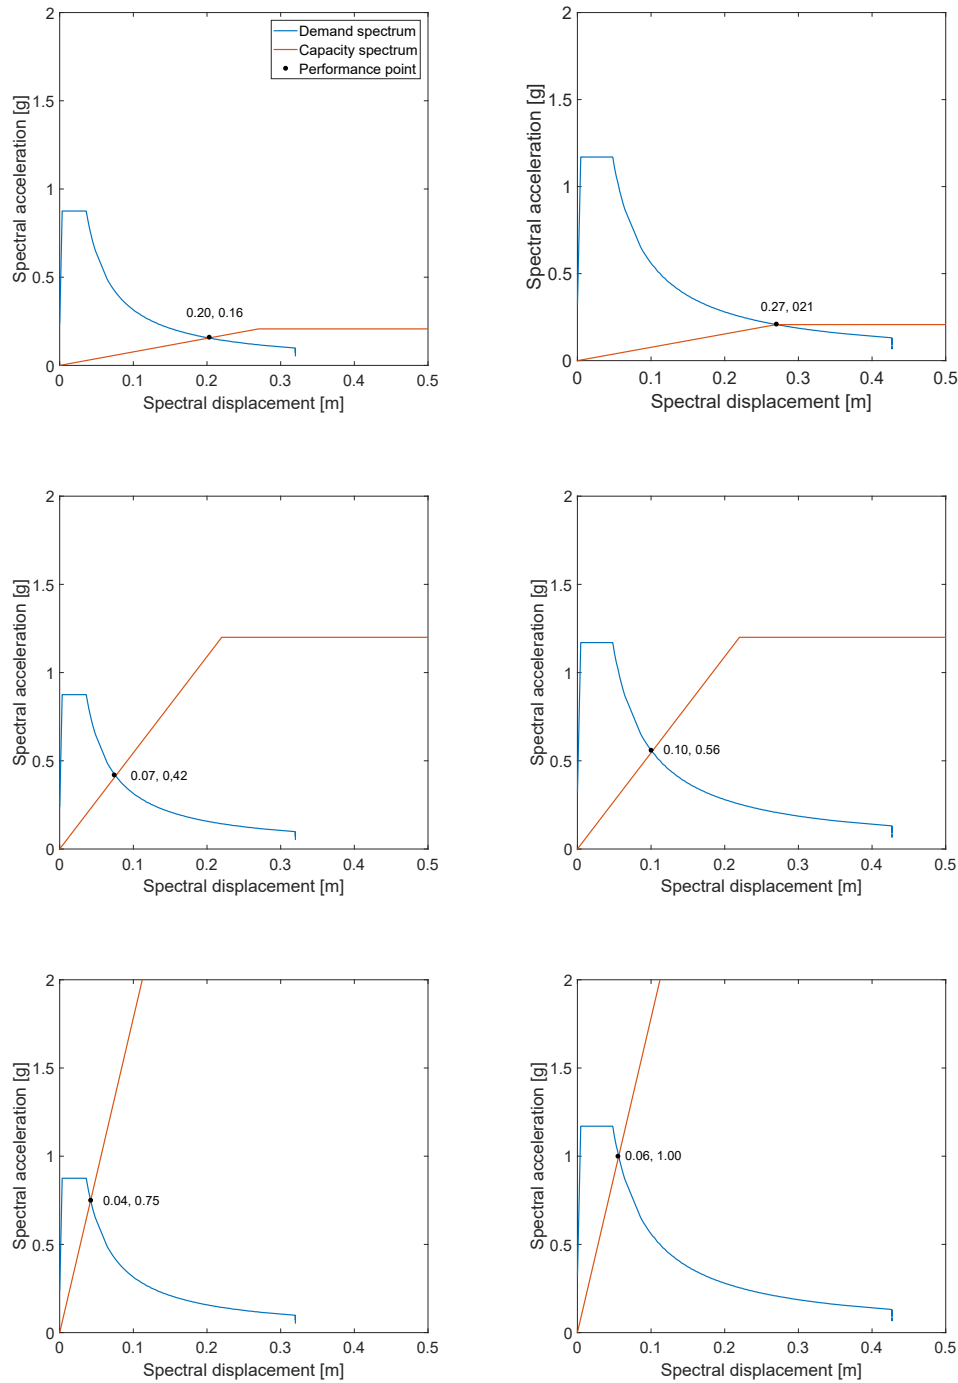 2
1.5
1
0.5
0
Spectral acceleration [g]
Demand spectrum
Capacity spectrum
Performance point
0.20, 0.16
0 0.1 0.2 0.3 0.4 0.5
Spectral displacement [m]
2
1.5
1
0.5
0
Spectral acceleration [g]
0.27, 021
0 0.1 0.2 0.3 0.4 0.5
Spectral displacement [m]
2
1.5
1
0.5
0
Spectral acceleration [g]
0.07, 0,42
0 0.1 0.2 0.3 0.4 0.5
Spectral displacement [m]
2
1.5
1
0.5
0
Spectral acceleration [g]
0.10, 0.56
0 0.1 0.2 0.3 0.4 0.5
Spectral displacement [m]
2
1.5
1
0.5
0
Spectral acceleration [g]
0.04, 0.75
0 0.1 0.2 0.3 0.4 0.5
Spectral displacement [m]
2
1.5
1
0.5
0
Spectral acceleration [g]
0.06, 1.00
0 0.1 0.2 0.3 0.4 0.5
Spectral displacement [m]